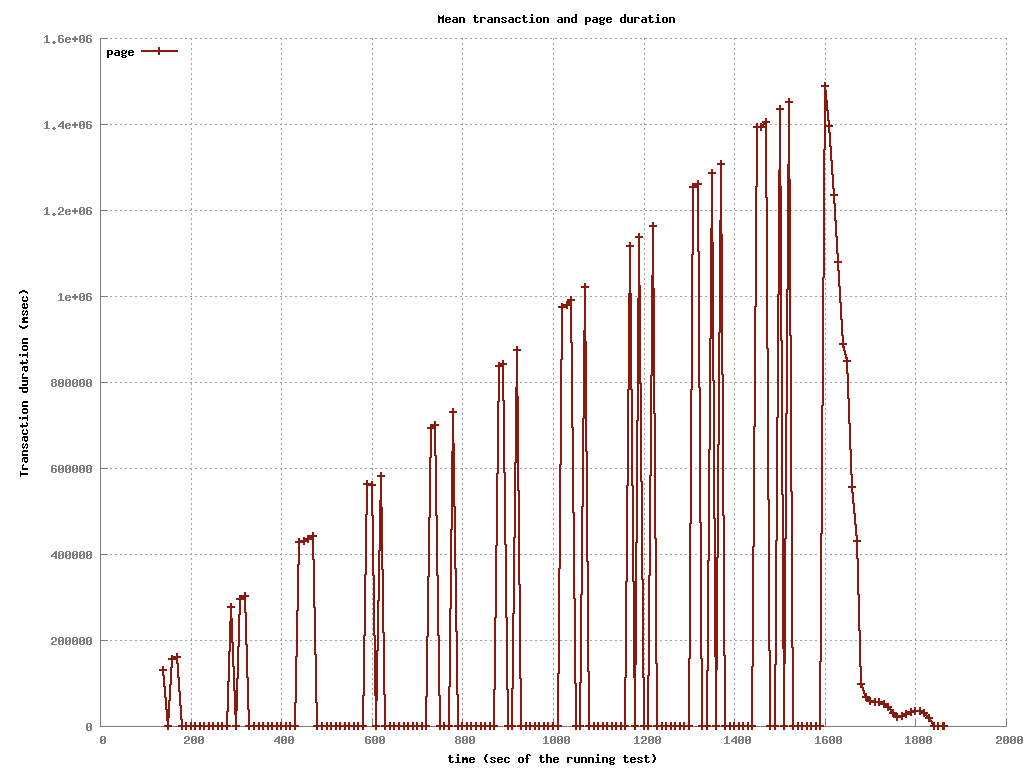 Mean transaction and page duration
1.6e+06
page
1.4e+06
1.2e+06
1e+06
800000
600000
400000
200000
0
Transaction duration (msec)
0 200 400 600 800 1000 1200 1400 1600 1800 2000
time (sec of the running test)